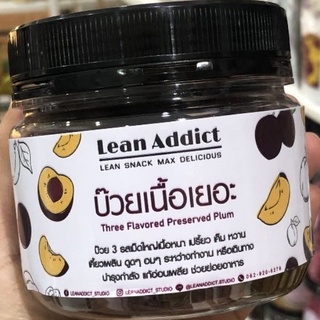 Lean Addict
LEAN SNACK MAX DELICIOUS
บ๊วยเนื้อเยอะ
Three Flavored Preserved Plum
บ๊วย 3 รสเม็ดใหญ่เนื้อหนา เปรี้ยว เค็ม หวาน
เคี้ยวเพลิน ดูดๆ อมๆ ระหว่างทำงาน หรือเดินทาง
บำรุงกำลัง แก้อ่อนเพลีย ช่วยย่อยอาหาร
LEANADDICT_STUDIO LEANADDICT_STUDIO @LEANADDICT_STUDIO